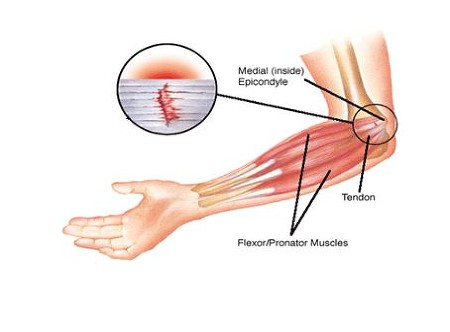 Medial (inside)
Epicondyle
Tendon
Flexor/Pronator Muscles